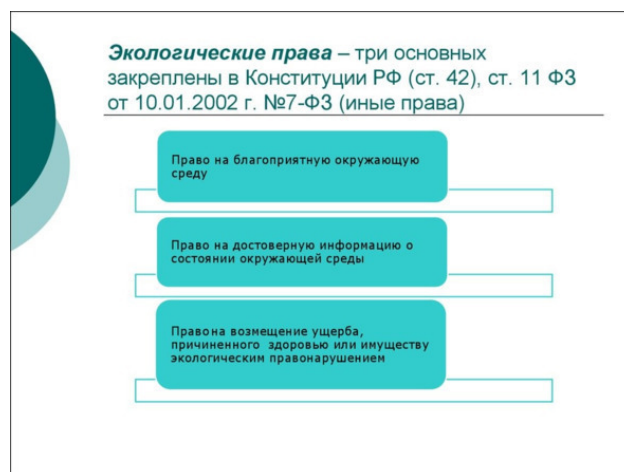 Экологические права – три основных
закреплены в Конституции РФ (ст. 42), ст. 11 ФЗ
от 10.01.2002 г. №7-ФЗ (иные права)
Право на благоприятную окружающую
среду
Право на достоверную информацию о
состоянии окружающей среды
Право на возмещение ущерба,
причиненного здоровью или имуществу
экологическим правонарушением